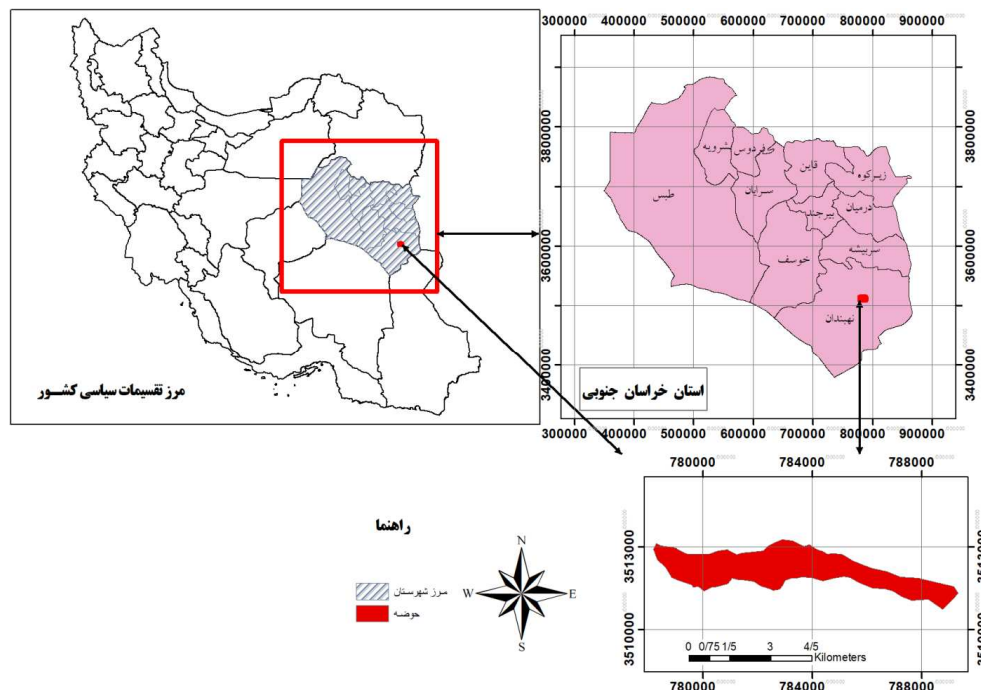 مرز تقسیمات سیاسی کشـــور
300000 400000 500000 600000 700000 800000 900000
3800000 3800000
3600000 3600000
3400000 3400000
بشرویه
فردوس
قاین
زیرکوه
طبس
سرایان
درمیان
بیرجند
سربیشه
خوسف
نهبندان
استان خراسان جنوبی
300000 400000 500000 600000 700000 800000 900000
780000 784000 788000
3513000 3513000
3510000 3510000
0 0/75 1/5 3 4/5
Kilometers
780000 784000 788000
راهنما
مرز شهرستان
حوضه
N
W E
S